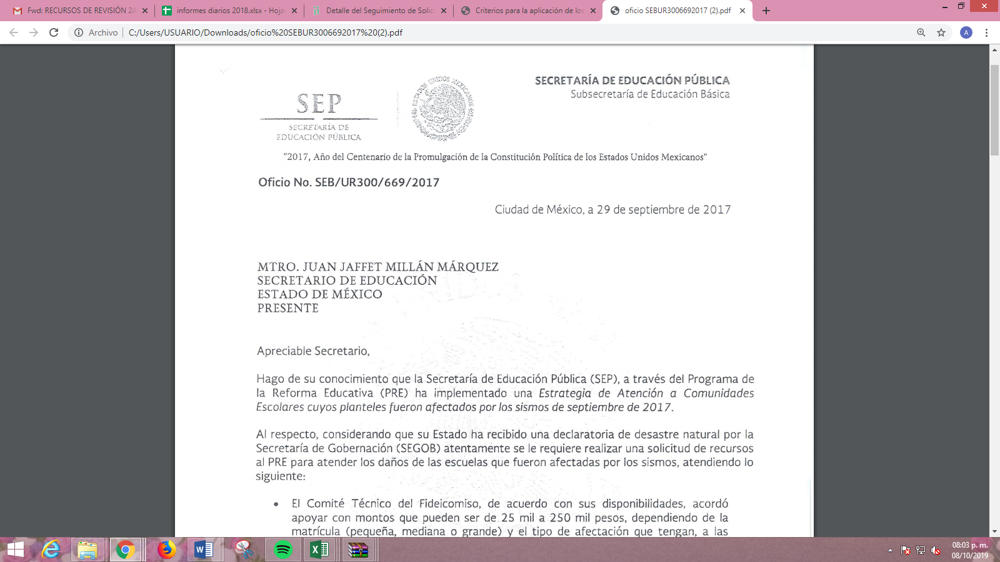 Fwd: RECURSOS DE REVISIÓN 2A
informes diarios 2018.xlsx - Hoja
Detalle del Seguimiento de Solic
Criterios para la aplicación de los
oficio SEBUR3006692017 (2).pdf
Archivo
C:/Users/USUARIO/Downloads/oficio%20SEBUR3006692017%20(2).pdf
A
SEP
SECRETARÍA DE
EDUCACIÓN PÚBLICA
ESTADOS UNIDOS MEXICANOS
SECRETARÍA DE EDUCACIÓN PÚBLICA
Subsecretaría de Educación Básica
"2017, Año del Centenario de la Promulgación de la Constitución Política de los Estados Unidos Mexicanos"
Oficio No. SEB/UR300/669/2017
Ciudad de México, a 29 de septiembre de 2017
MTRO. JUAN JAFFET MILLÁN MÁRQUEZ
SECRETARIO DE EDUCACIÓN
ESTADO DE MÉXICO
PRESENTE
Apreciable Secretario,
Hago de su conocimiento que la Secretaría de Educación Pública (SEP), a través del Programa de
la Reforma Educativa (PRE) ha implementado una Estrategia de Atención a Comunidades
Escolares cuyos planteles fueron afectados por los sismos de septiembre de 2017.
Al respecto, considerando que su Estado ha recibido una declaratoria de desastre natural por la
Secretaría de Gobernación (SEGOB) atentamente se le requiere realizar una solicitud de recursos
al PRE para atender los daños de las escuelas que fueron afectadas por los sismos, atendiendo lo
siguiente:
• El Comité Técnico del Fideicomiso, de acuerdo con sus disponibilidades, acordó
apoyar con montos que pueden ser de 25 mil a 250 mil pesos, dependiendo de la
matrícula (pequeña, mediana o grande) y el tipo de afectación que tengan, a las
08:03 p. m.
08/10/2019